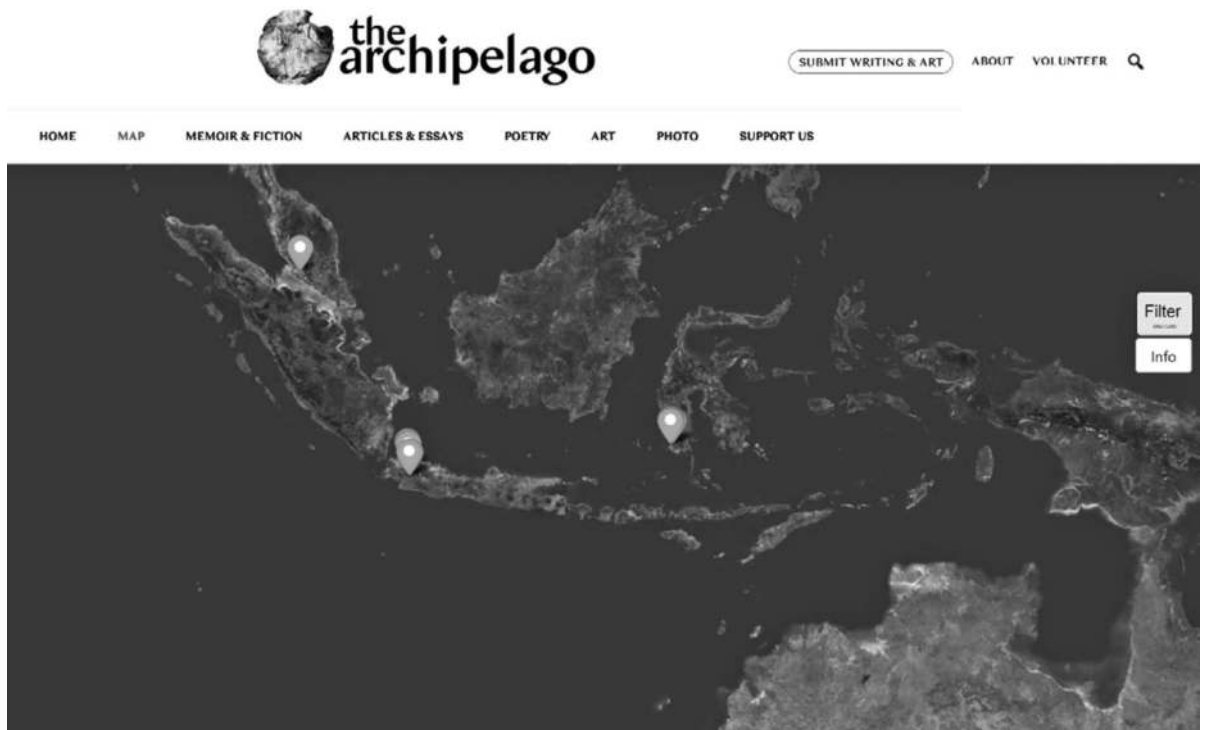 the
archipelago
SUBMIT WRITING & ART ABOUT VOLUNTEER
HOME MAP MEMOIR & FICTION ARTICLES & ESSAYS POETRY ART PHOTO SUPPORT US
Filter
Info